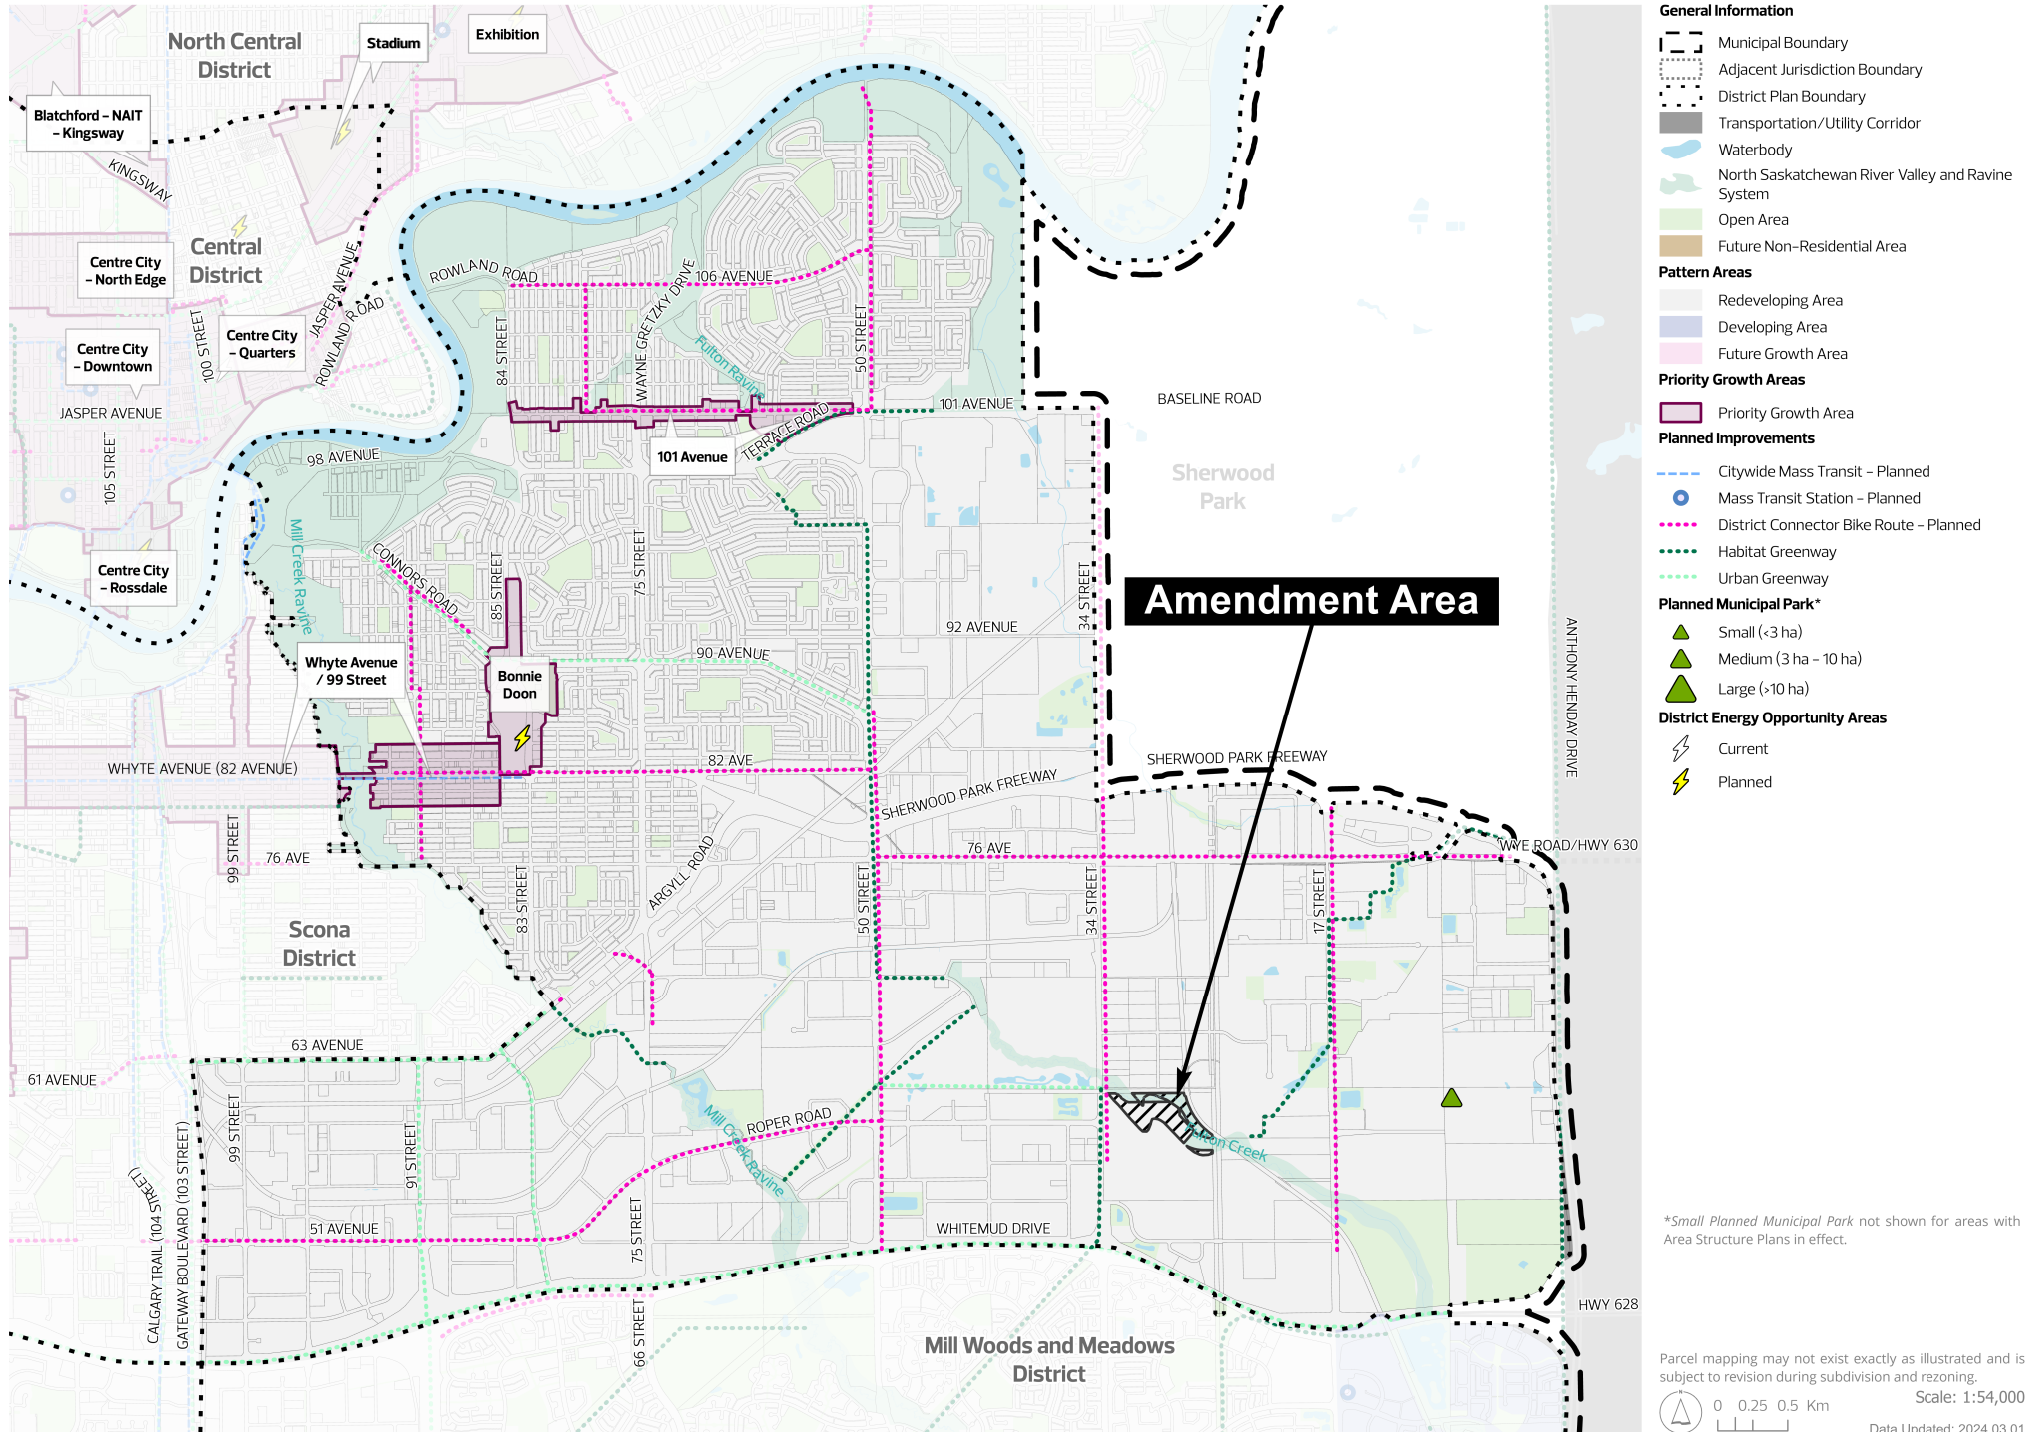 North Central
District
Stadium
Exhibition
Blatchford – NAIT
– Kingsway
KINGSWAY
Central
District
Centre City
– North Edge
Centre City
– Downtown
Centre City
– Quarters
Centre City
– Rossdale
JASPER AVENUE
ROWLAND ROAD
100 STREET
JASPER AVENUE
105 STREET
ROWLAND ROAD
106 AVENUE
84 STREET
WAYNE GRETZKY DRIVE
Fulton Ravine
50 STREET
101 AVENUE
TERRACE ROAD
101 Avenue
98 AVENUE
BASELINE ROAD
Sherwood
Park
Mill Creek Ravine
CONNORS ROAD
85 STREET
75 STREET
34 STREET
92 AVENUE
90 AVENUE
Amendment Area
Whyte Avenue
/ 99 Street
Bonnie
Doon
WHYTE AVENUE (82 AVENUE)
82 AVE
SHERWOOD PARK FREEWAY
SHERWOOD PARK FREEWAY
ANTHONY HENDAY DRIVE
99 STREET
76 AVE
76 AVE
WYE ROAD/HWY 630
ARGYLL ROAD
83 STREET
50 STREET
34 STREET
17 STREET
Scona
District
63 AVENUE
61 AVENUE
99 STREET
91 STREET
Mill Creek Ravine
ROPER ROAD
Fulton Creek
CALGARY TRAIL (104 STREET)
GATEWAY BOULEVARD (103 STREET)
51 AVENUE
75 STREET
WHITEMUD DRIVE
66 STREET
HWY 628
Mill Woods and Meadows
District
General Information
Municipal Boundary
Adjacent Jurisdiction Boundary
District Plan Boundary
Transportation/Utility Corridor
Waterbody
North Saskatchewan River Valley and Ravine
System
Open Area
Future Non-Residential Area
Pattern Areas
Redeveloping Area
Developing Area
Future Growth Area
Priority Growth Areas
Priority Growth Area
Planned Improvements
Citywide Mass Transit – Planned
Mass Transit Station – Planned
District Connector Bike Route – Planned
Habitat Greenway
Urban Greenway
Planned Municipal Park*
Small (<3 ha)
Medium (3 ha – 10 ha)
Large (>10 ha)
District Energy Opportunity Areas
Current
Planned
*Small Planned Municipal Park not shown for areas with
Area Structure Plans in effect.
Parcel mapping may not exist exactly as illustrated and is
subject to revision during subdivision and rezoning.
Scale: 1:54,000
N
0 0.25 0.5 Km
Data Updated: 2024.03.01